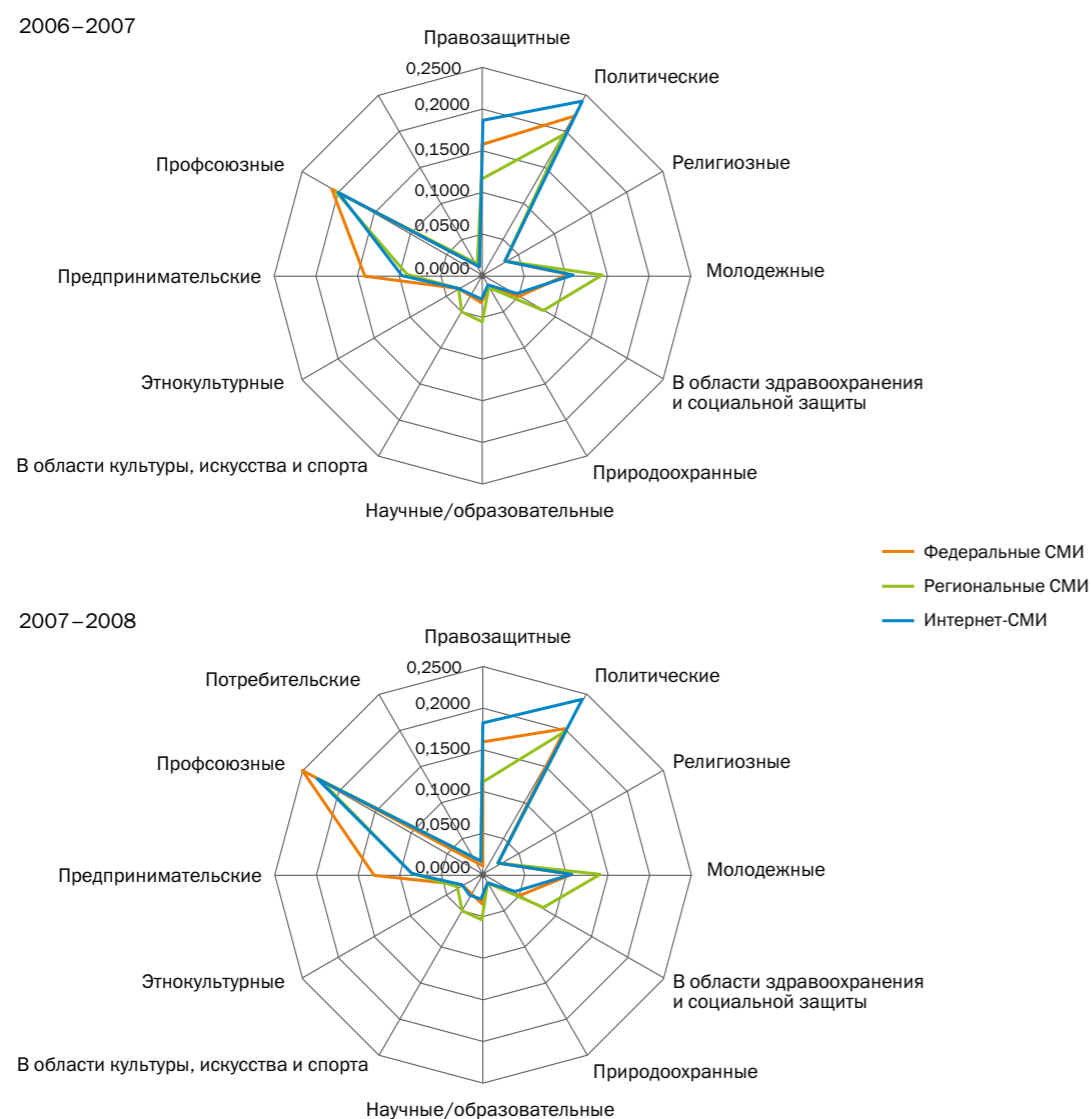 2006–2007
Правозащитные
0,2500
Политические
0,2000
0,1500
Профсоюзные
Религиозные
0,1000
0,0500
0,0000
Предпринимательские
Молодежные
Этнокультурные
В области здравоохранения
и социальной защиты
В области культуры, искусства и спорта
Природоохранные
Научные/образовательные
Федеральные СМИ
Региональные СМИ
Интернет-СМИ
2007–2008
Правозащитные
0,2500
Потребительские
Политические
0,2000
0,1500
Профсоюзные
Религиозные
0,1000
0,0500
0,0000
Предпринимательские
Молодежные
Этнокультурные
В области здравоохранения
и социальной защиты
В области культуры, искусства и спорта
Природоохранные
Научные/образовательные